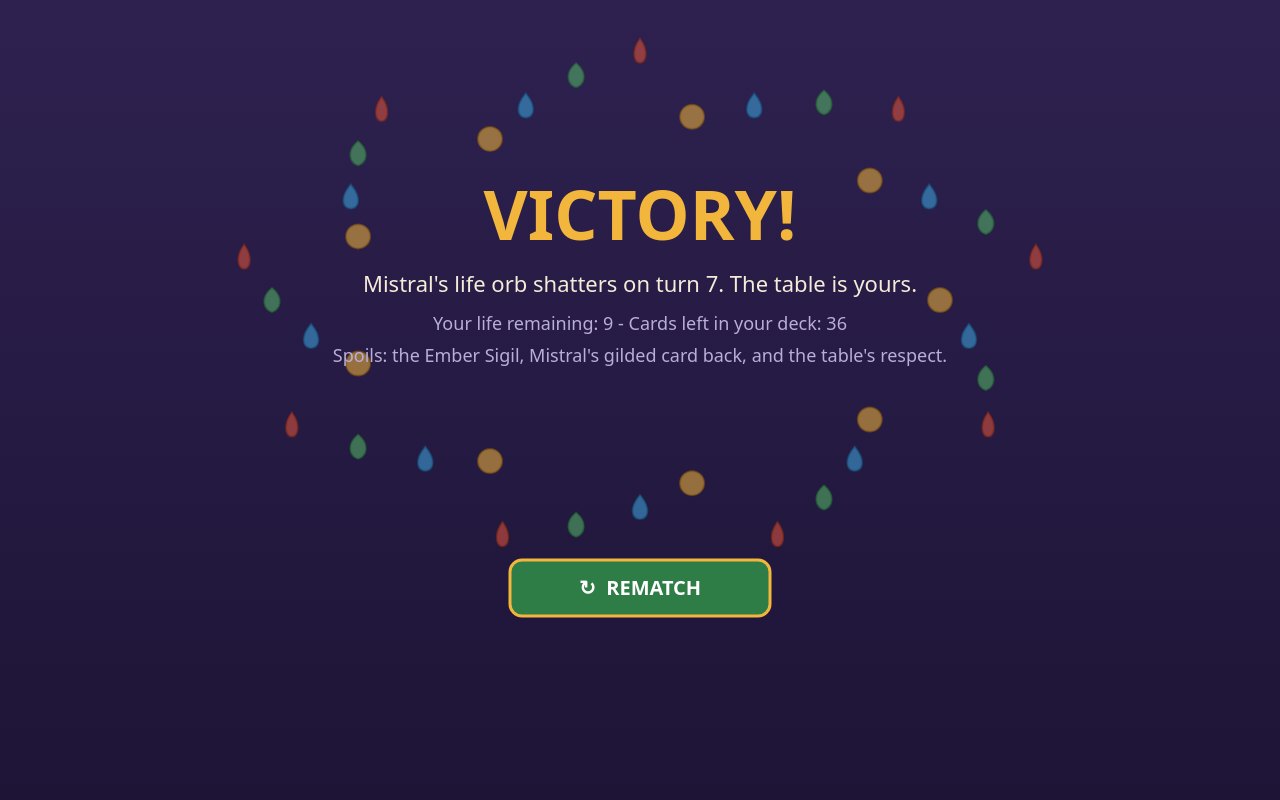 VICTORY!
Mistral's life orb shatters on turn 7. The table is yours.
Your life remaining: 9 - Cards left in your deck: 36
Spoils: the Ember Sigil, Mistral's gilded card back, and the table's respect.
↻ REMATCH